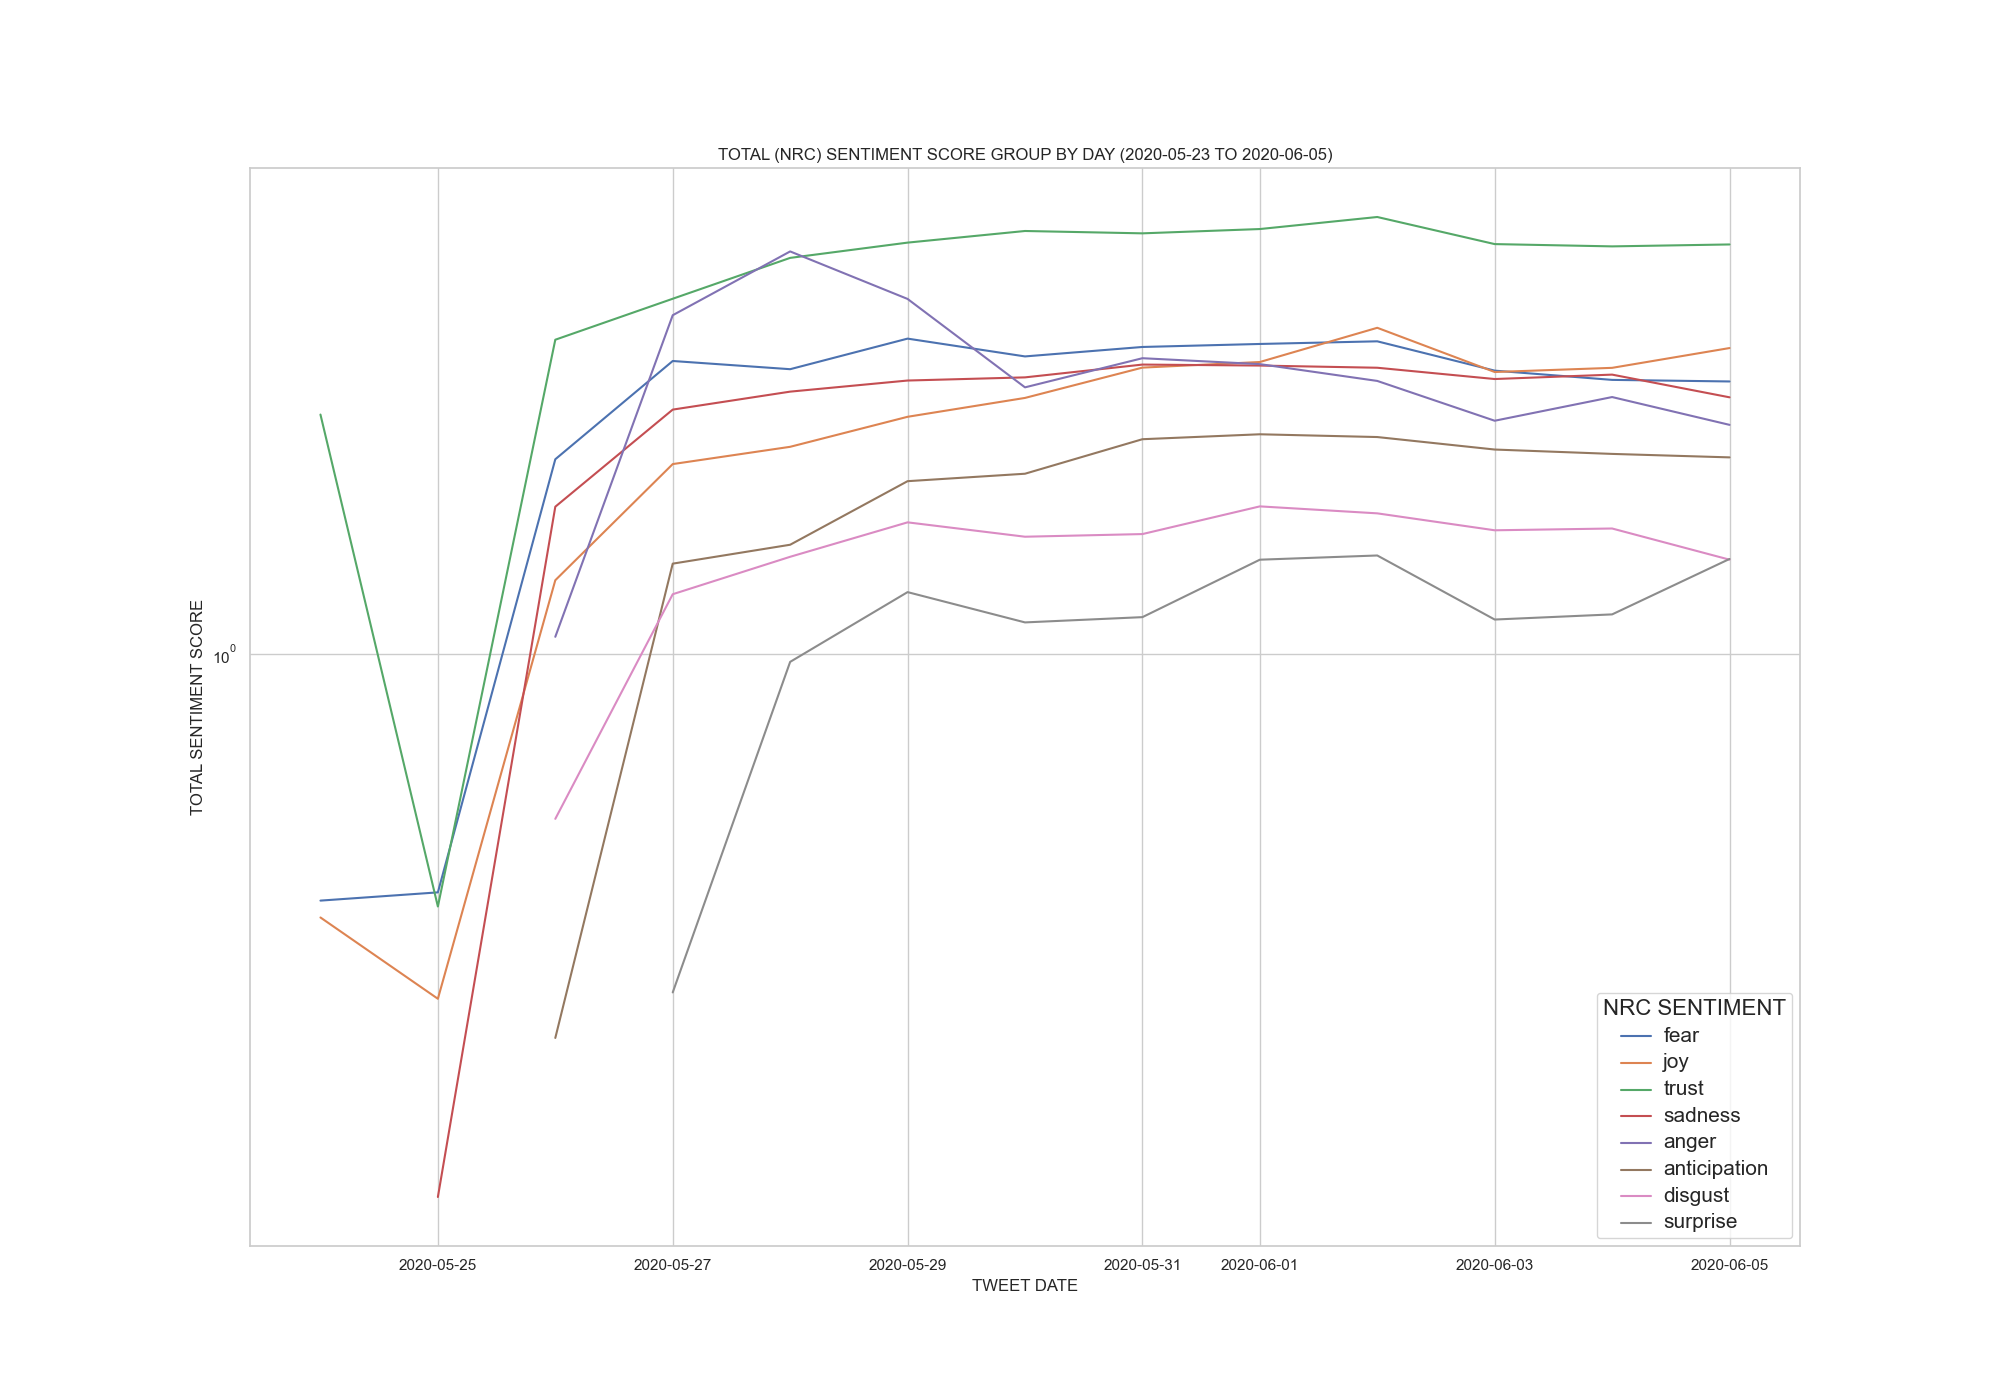 TOTAL (NRC) SENTIMENT SCORE GROUP BY DAY (2020-05-23 TO 2020-06-05)
TOTAL SENTIMENT SCORE
10⁰
NRC SENTIMENT
fear
joy
trust
sadness
anger
anticipation
disgust
surprise
2020-05-25 2020-05-27 2020-05-29 2020-05-31 2020-06-01 2020-06-03 2020-06-05
TWEET DATE